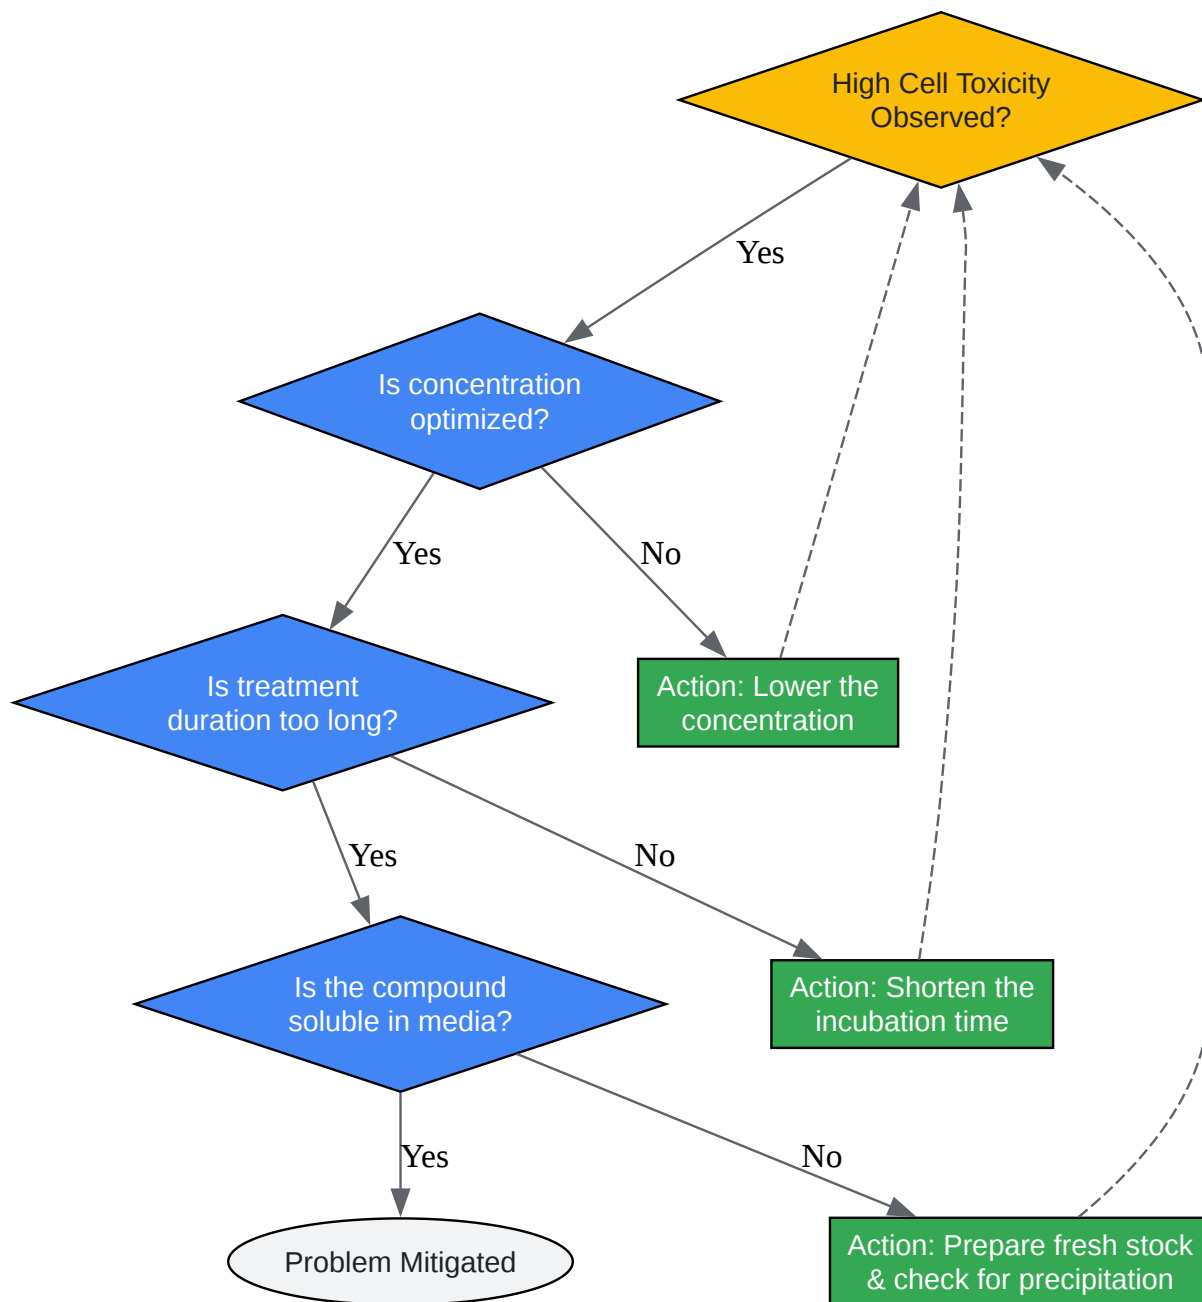 High Cell Toxicity
Observed?
Yes
Is concentration
optimized?
Yes
No
Is treatment
duration too long?
Action: Lower the
concentration
Yes
No
Is the compound
soluble in media?
Action: Shorten the
incubation time
Yes
No
Problem Mitigated
Action: Prepare fresh stock
& check for precipitation